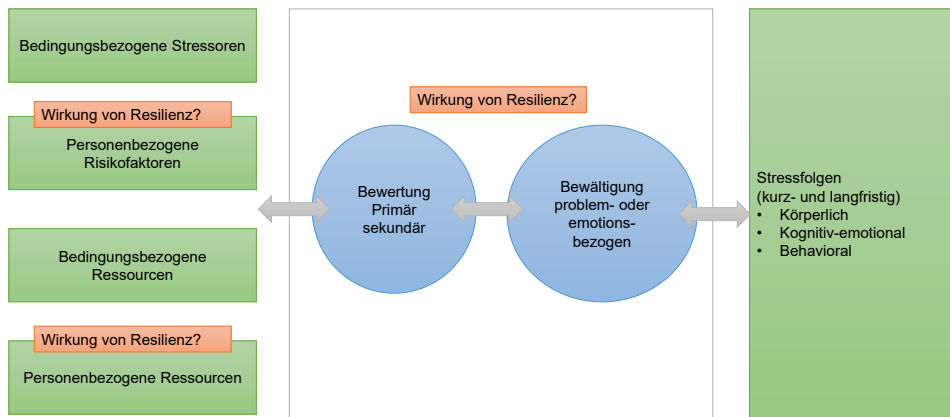 Bedingungsbezogene Stressoren
Wirkung von Resilienz?
Personenbezogene
Risikofaktoren
Bedingungsbezogene
Ressourcen
Wirkung von Resilienz?
Personenbezogene Ressourcen
Wirkung von Resilienz?
Bewertung
Primär
sekundär
Bewältigung
problem- oder
emotions-
bezogen
Stressfolgen
(kurz- und langfristig)
• Körperlich
• Kognitiv-emotional
• Behavioral